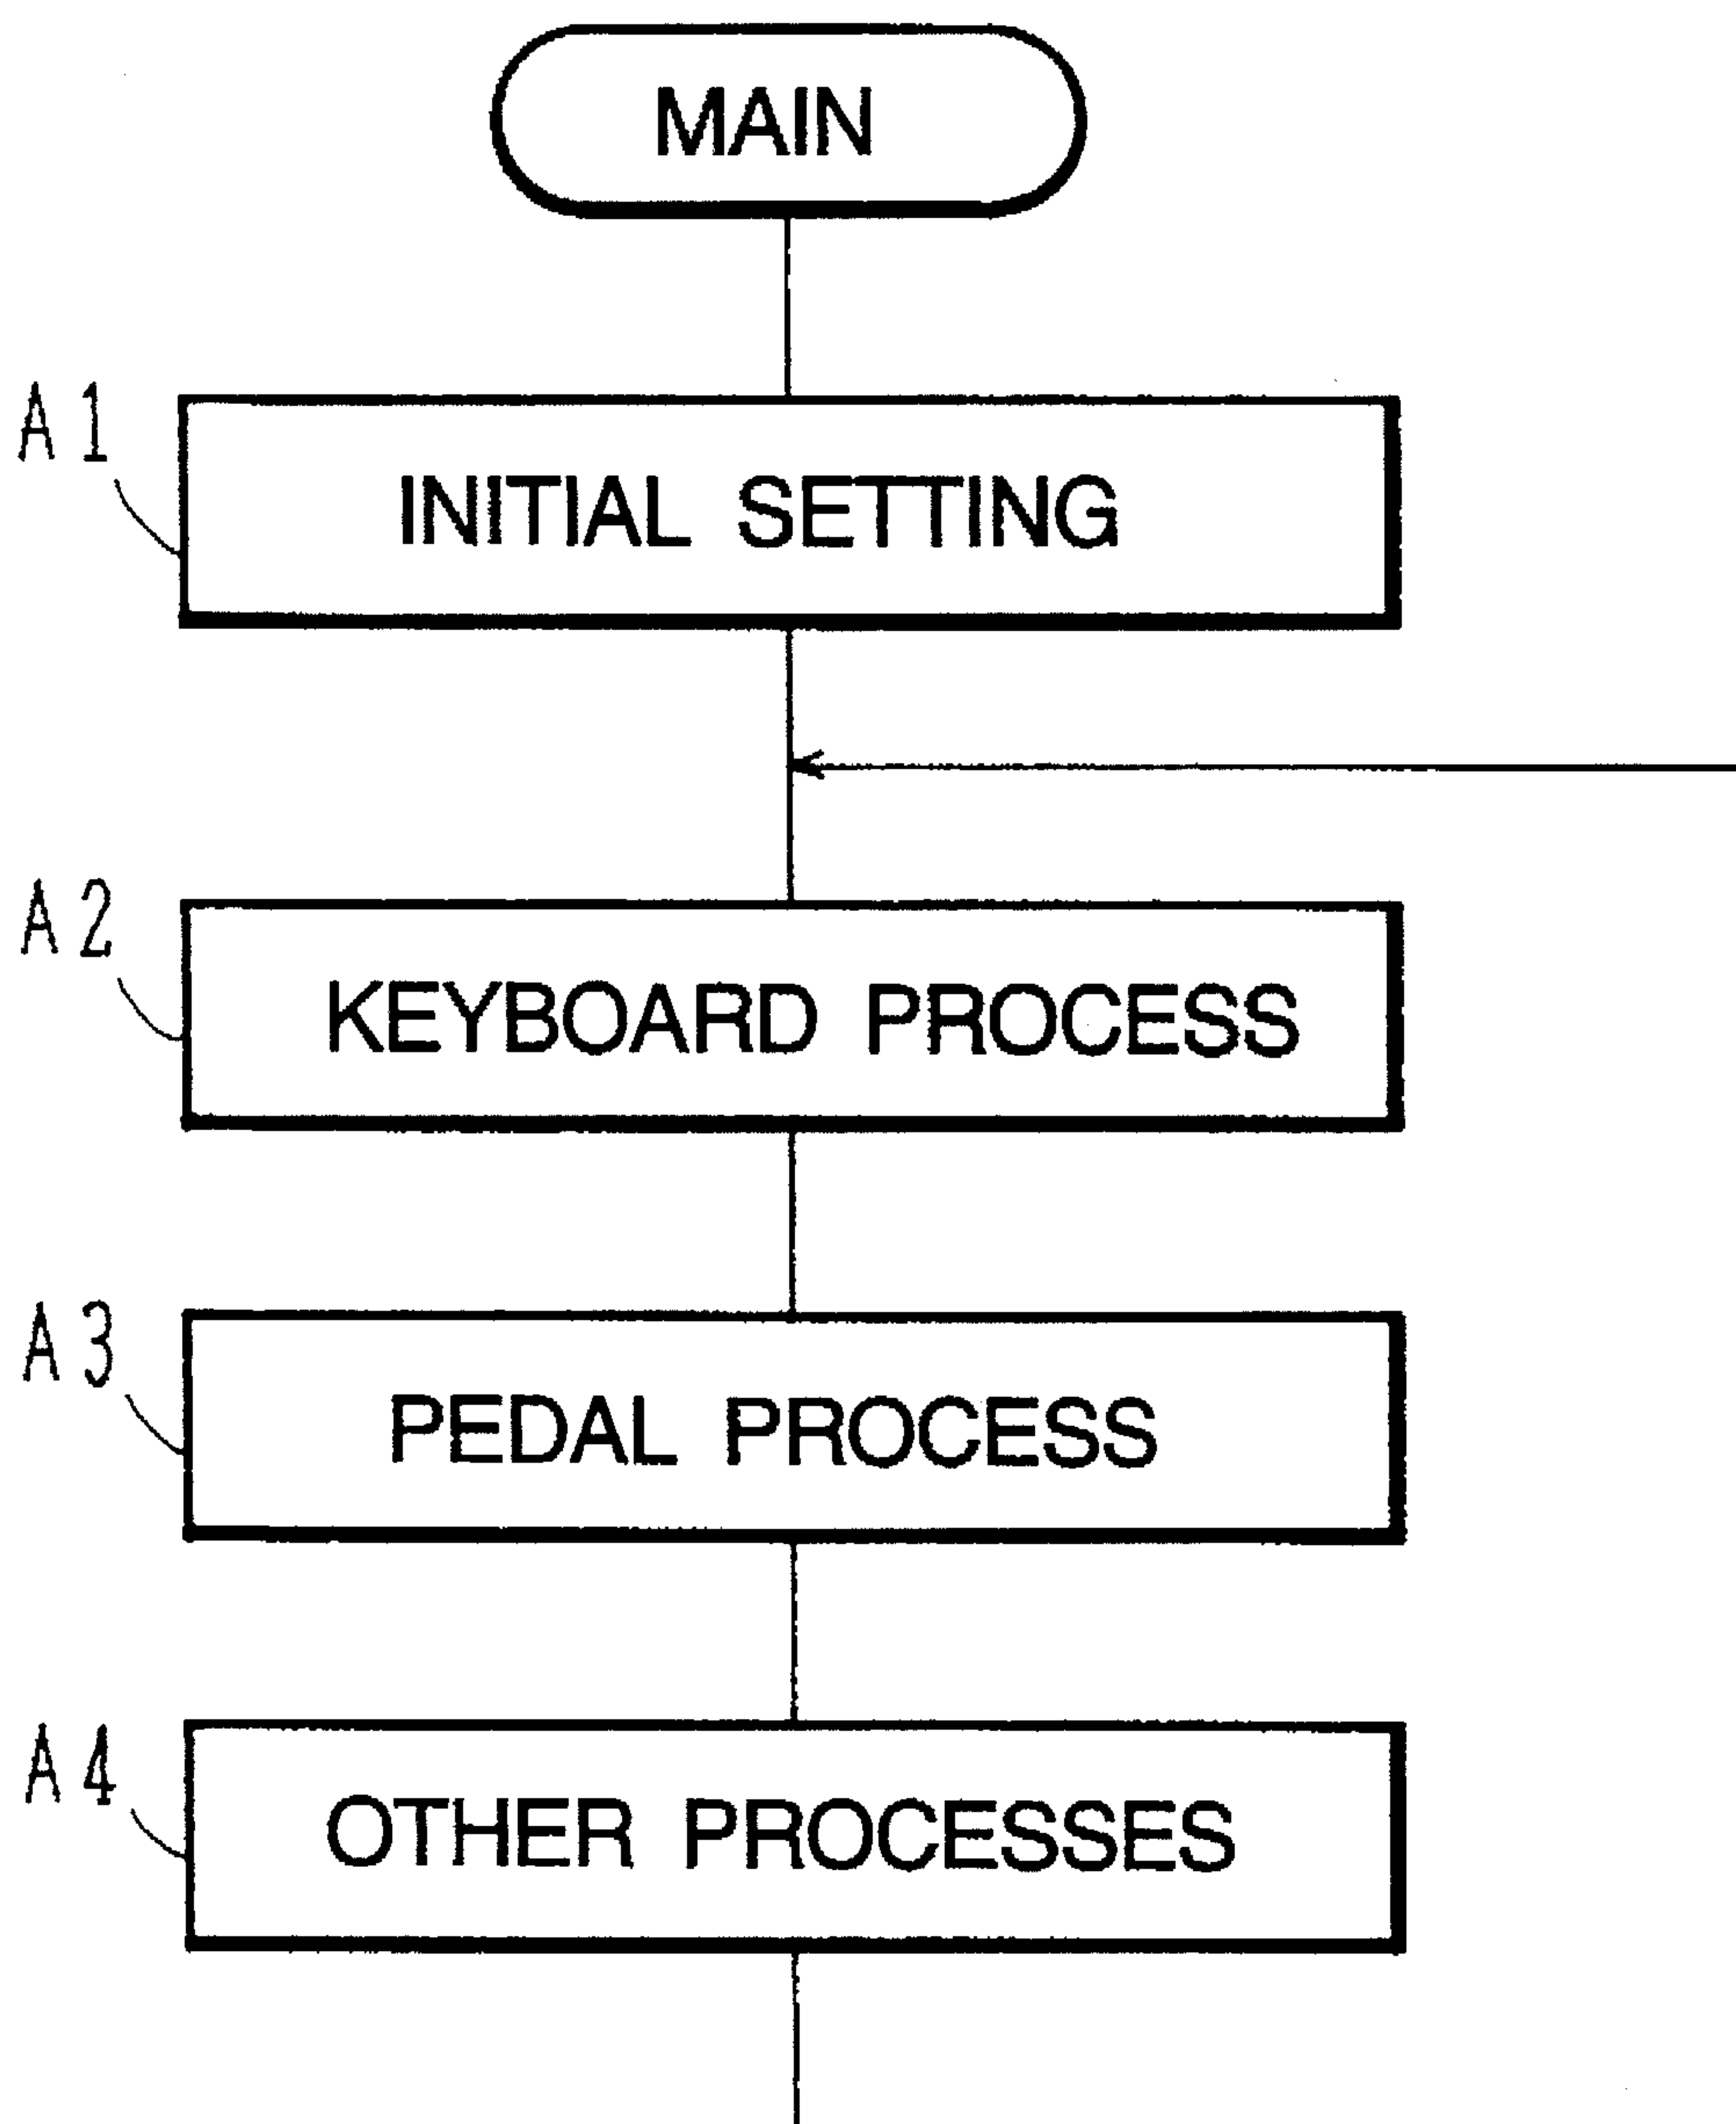 MAIN
A1
INITIAL SETTING
A2
KEYBOARD PROCESS
A3
PEDAL PROCESS
A4
OTHER PROCESSES